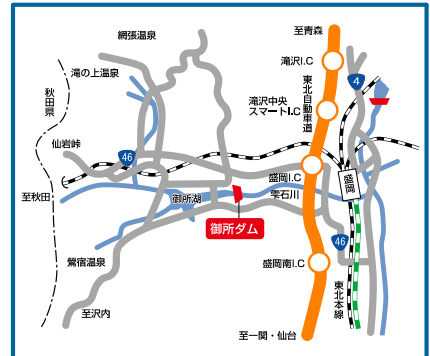 至青森
網張温泉
滝沢I.C
滝の上温泉
4
東北自動車道
秋田県
滝沢中央
スマートI.C
仙岩峠
46
盛岡I.C
盛岡
至秋田
御所湖
雫石川
御所ダム
鶯宿温泉
46
盛岡南I.C
東北本線
至沢内
至一関・仙台